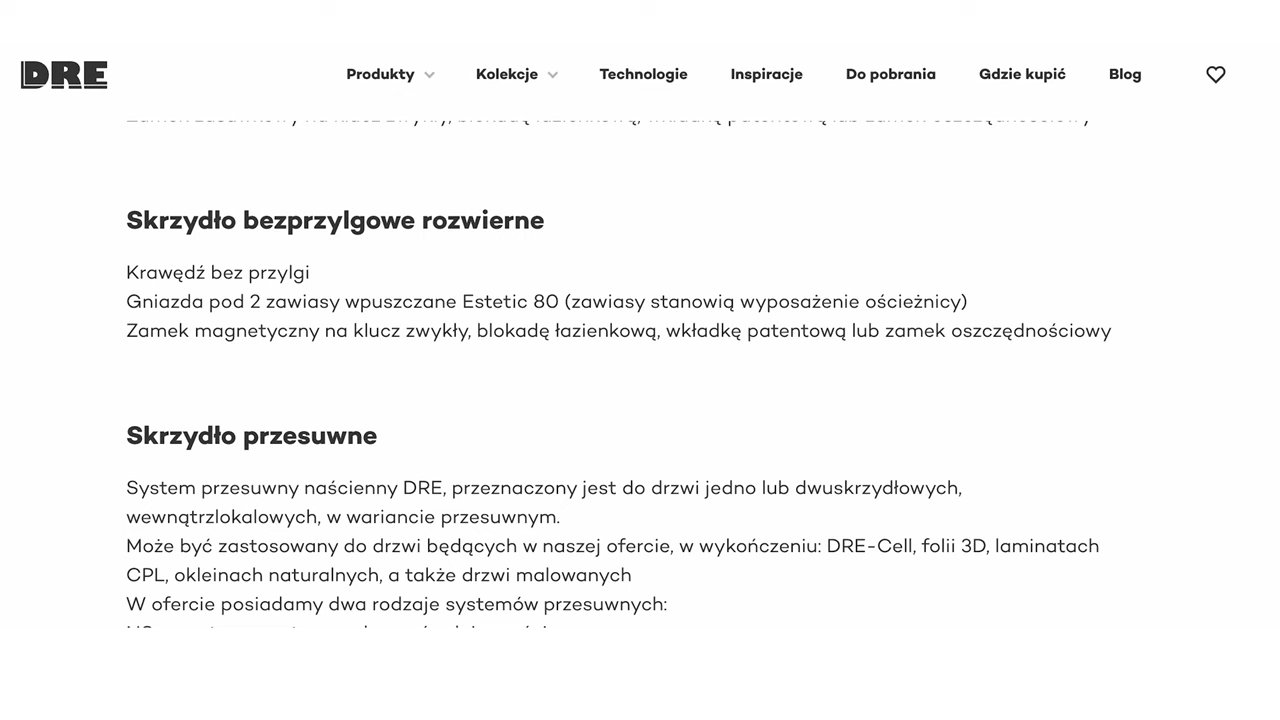 DRE
Produkty
Kolekcje
Technologie
Inspiracje
Do pobrania
Gdzie kupić
Blog
Skrzydło bezprzylgowe rozwierne
Krawędź bez przylgi
Gniazda pod 2 zawiasy wpuszczane Estetic 80 (zawiasy stanowią wyposażenie ościeżnicy)
Zamek magnetyczny na klucz zwykły, blokadę łazienkową, wkładkę patentową lub zamek oszczędnościowy
Skrzydło przesuwne
System przesuwny naścienny DRE, przeznaczony jest do drzwi jedno lub dwuskrzydłowych,
wewnątrzlokalowych, w wariancie przesuwnym.
Może być zastosowany do drzwi będących w naszej ofercie, w wykończeniu: DRE-Cell, folii 3D, laminatach
CPL, okleinach naturalnych, a także drzwi malowanych
W ofercie posiadamy dwa rodzaje systemów przesuwnych: